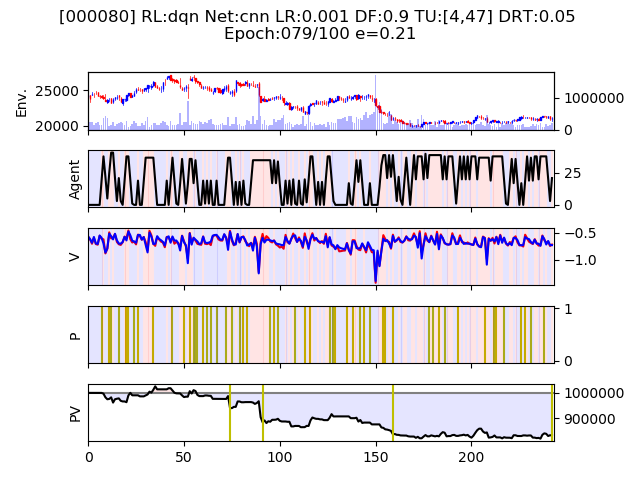 [000080] RL:dqn Net:cnn LR:0.001 DF:0.9 TU:[4,47] DRT:0.05
Epoch:079/100 e=0.21
Env.
25000
20000
1000000
0
Agent
25
0
V
−0.5
−1.0
P
1
0
PV
1000000
900000
0 50 100 150 200